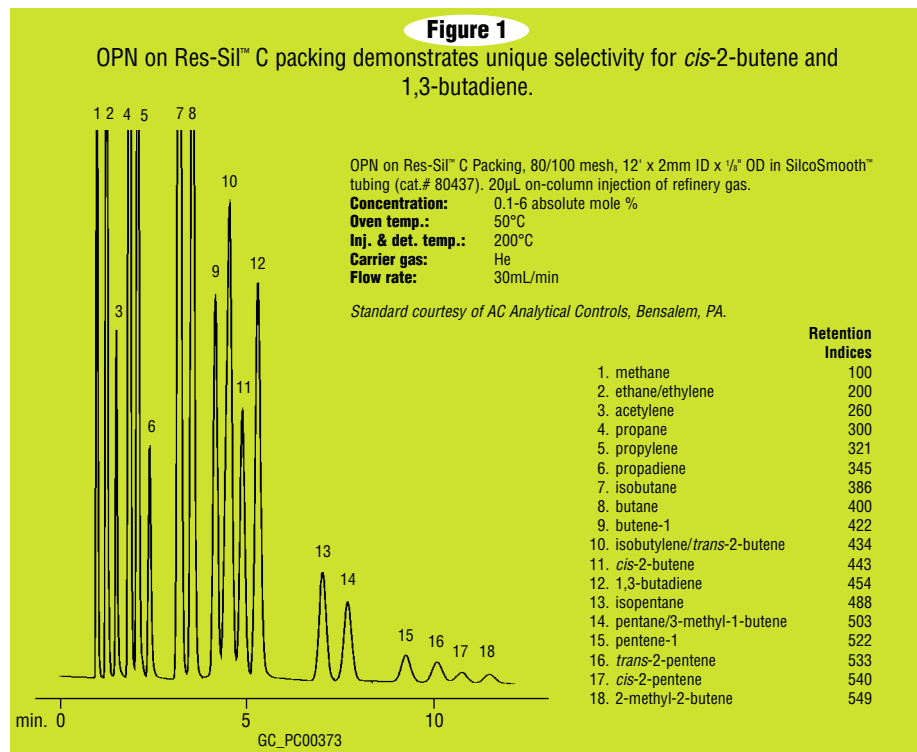 Figure 1
OPN on Res-Sil™ C packing demonstrates unique selectivity for cis-2-butene and
1,3-butadiene.
1 2 4 5 7 8
10
9
12
3
11
6
13
14
15 16 17 18
OPN on Res-Sil™ C Packing, 80/100 mesh, 12' x 2mm ID x 1/8" OD in SilcoSmooth™
tubing (cat.# 80437). 20µL on-column injection of refinery gas.
Concentration: 0.1-6 absolute mole %
Oven temp.: 50°C
Inj. & det. temp.: 200°C
Carrier gas: He
Flow rate: 30mL/min
Standard courtesy of AC Analytical Controls, Bensalem, PA.
Retention
Indices
1. methane 100
2. ethane/ethylene 200
3. acetylene 260
4. propane 300
5. propylene 321
6. propadiene 345
7. isobutane 386
8. butane 400
9. butene-1 422
10. isobutylene/trans-2-butene 434
11. cis-2-butene 443
12. 1,3-butadiene 454
13. isopentane 488
14. pentane/3-methyl-1-butene 503
15. pentene-1 522
16. trans-2-pentene 533
17. cis-2-pentene 540
18. 2-methyl-2-butene 549
min. 0 5 10
GC_PC00373